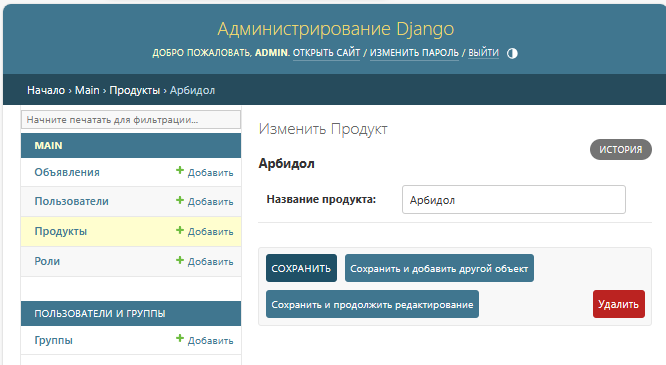 Администрирование Django
ДОБРО ПОЖАЛОВАТЬ, ADMIN. ОТКРЫТЬ САЙТ / ИЗМЕНИТЬ ПАРОЛЬ / ВЫЙТИ
Начало › Main › Продукты › Арбидол
Начните печатать для фильтрации...
MAIN
Объявления Добавить
Пользователи Добавить
Продукты Добавить
Роли Добавить
ПОЛЬЗОВАТЕЛИ И ГРУППЫ
Группы Добавить
Изменить Продукт
ИСТОРИЯ
Арбидол
Название продукта: Арбидол
СОХРАНИТЬ Сохранить и добавить другой объект
Сохранить и продолжить редактирование Удалить